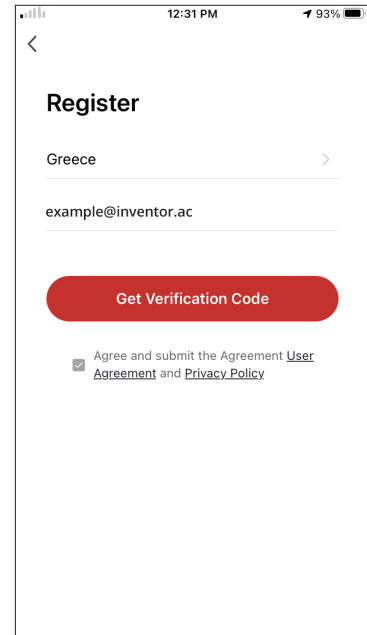 12:31 PM 93%
Register
Greece
example@inventor.ac
Get Verification Code
Agree and submit the Agreement User
Agreement and Privacy Policy